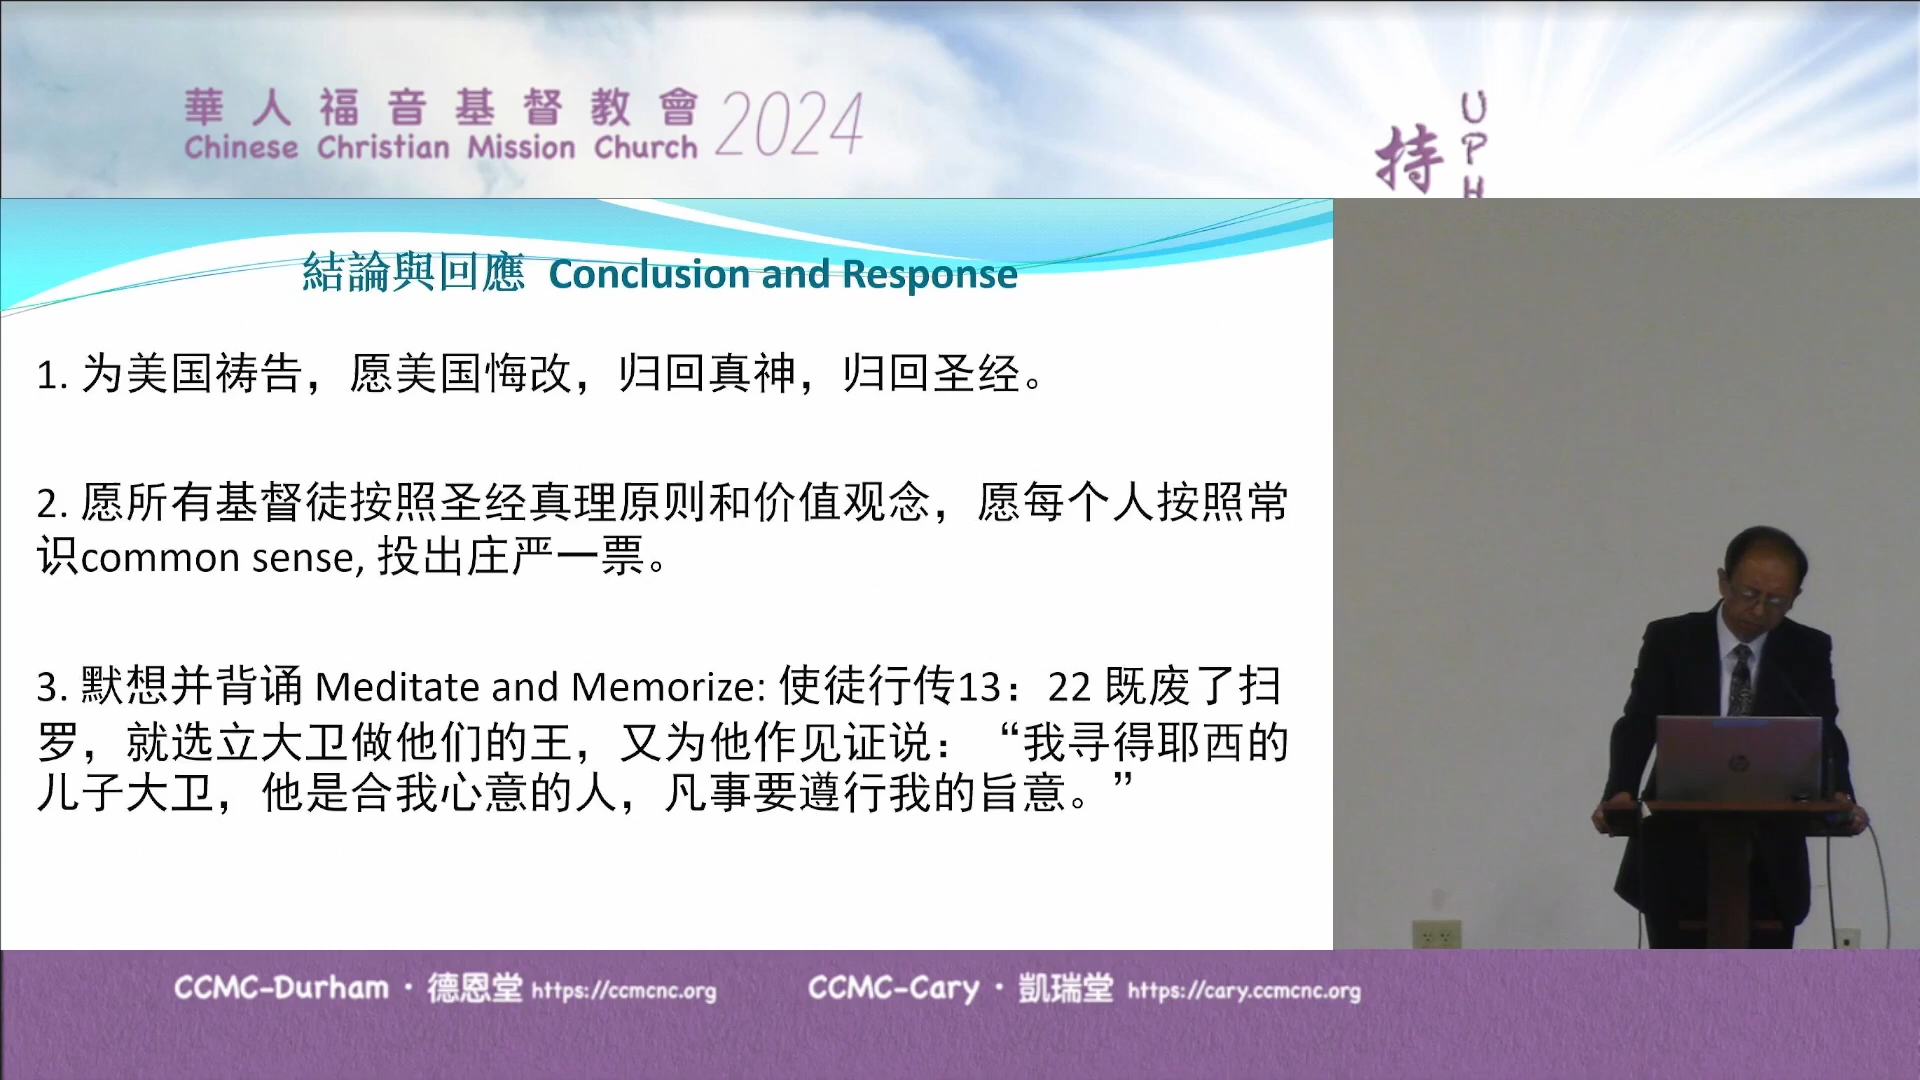 華人福音基督教會 2024
Chinese Christian Mission Church
持 UPH
結論與回應 Conclusion and Response
1. 为美国祷告，愿美国悔改，归回真神，归回圣经。
2. 愿所有基督徒按照圣经真理原则和价值观念，愿每个人按照常
识common sense, 投出庄严一票。
3. 默想并背诵 Meditate and Memorize: 使徒行传13：22 既废了扫
罗，就选立大卫做他们的王，又为他作见证说：“我寻得耶西的
儿子大卫，他是合我心意的人，凡事要遵行我的旨意。”
CCMC-Durham · 德恩堂 https://ccmcnc.org
CCMC-Cary · 凱瑞堂 https://cary.ccmcnc.org